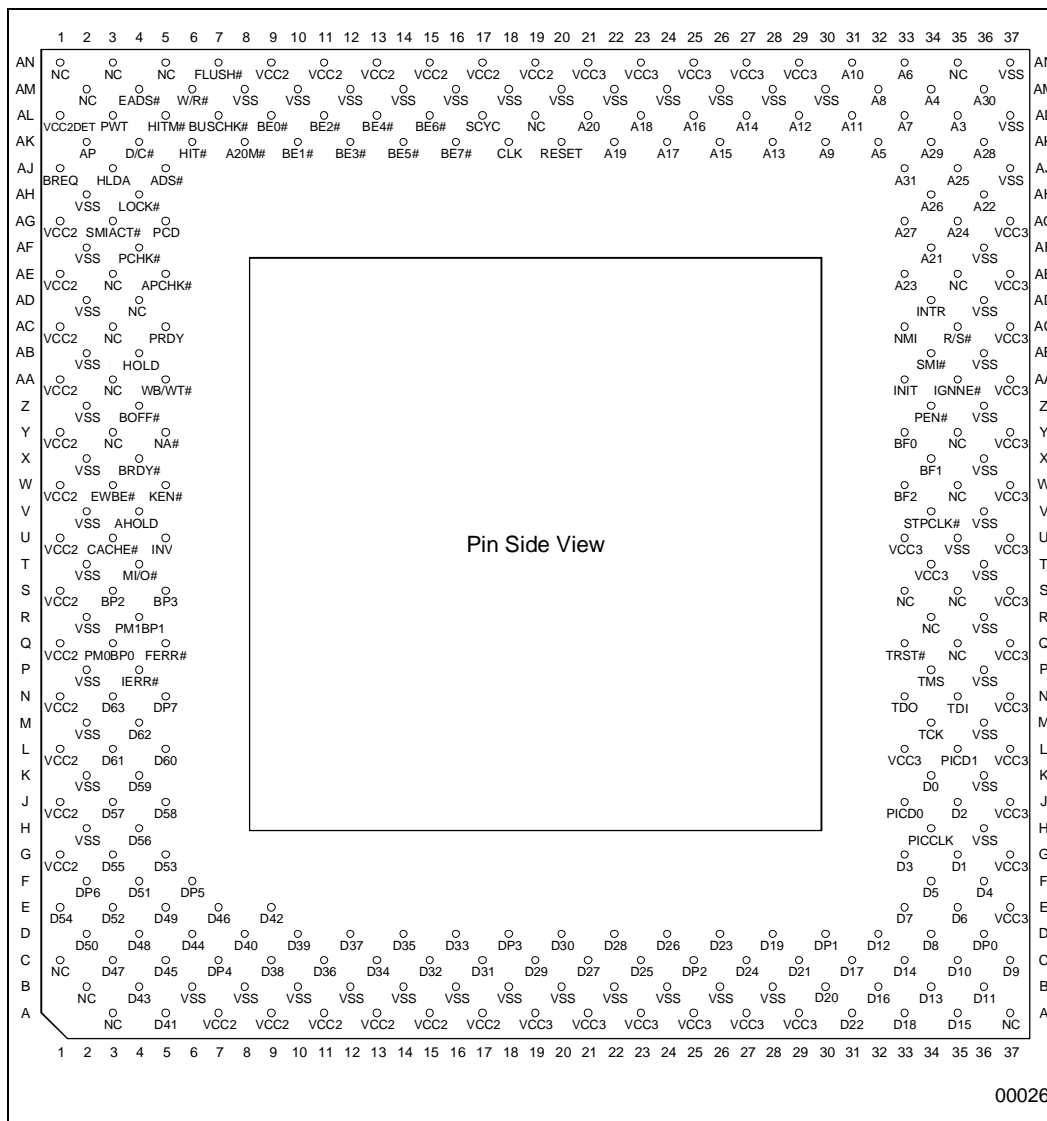 1 2 3 4 5 6 7 8 9 10 11 12 13 14 15 16 17 18 19 20 21 22 23 24 25 26 27 28 29 30 31 32 33 34 35 36 37
AN
NC NC NC FLUSH# VCC2 VCC2 VCC2 VCC2 VCC2 VCC2 VCC3 VCC3 VCC3 VCC3 VCC3 A10 A6 NC VSS
AM
NC EADS# W/R# VSS VSS VSS VSS VSS VSS VSS VSS VSS VSS VSS VSS A8 A4 A30
AL
VCC2DET PWT HITM# BUSCHK# BE0# BE2# BE4# BE6# SCYC NC A20 A18 A16 A14 A12 A11 A7 A3 VSS
AK
AP D/C# HIT# A20M# BE1# BE3# BE5# BE7# CLK RESET A19 A17 A15 A13 A9 A5 A29 A28
AJ
BREQ HLDA ADS# A31 A25 VSS
AH
VSS LOCK# A26 A22
AG
VCC2 SMIACT# PCD A27 A24 VCC3
AF
VSS PCHK# A21 VSS
AE
VCC2 NC APCHK# A23 NC VCC3
AD
VSS NC INTR VSS
AC
VCC2 NC PRDY NMI R/S# VCC3
AB
VSS HOLD SMI# VSS
AA
VCC2 NC WB/WT# INIT IGNNE# VCC3
Z Z
VSS BOFF# PEN# VSS
Y Y
VCC2 NC NA# BF0 NC VCC3
X X
VSS BRDY# BF1 VSS
W W
VCC2 EWBE# KEN# BF2 NC VCC3
V V
VSS AHOLD STPCLK# VSS
U U
VCC2 CACHE# INV VCC3 VSS VCC3
Pin Side View
T T
VSS MI/O# VCC3 VSS
S S
VCC2 BP2 BP3 NC NC VCC3
R R
VSS PM1BP1 NC VSS
Q Q
VCC2 PM0BP0 FERR# TRST# NC VCC3
P P
VSS IERR# TMS VSS
N N
VCC2 D63 DP7 TDO TDI VCC3
M M
VSS D62 TCK VSS
L L
VCC2 D61 D60 VCC3 PICD1 VCC3
K K
VSS D59 D0 VSS
J J
VCC2 D57 D58 PICD0 D2 VCC3
H H
VSS D56 PICCLK VSS
G G
VCC2 D55 D53 D3 D1 VCC3
F F
DP6 D51 DP5 D5 D4
E E
D54 D52 D49 D46 D42 D7 D6 VCC3
D D
D50 D48 D44 D40 D39 D37 D35 D33 DP3 D30 D28 D26 D23 D19 DP1 D12 D8 DP0
C C
NC D47 D45 DP4 D38 D36 D34 D32 D31 D29 D27 D25 DP2 D24 D21 D17 D14 D10 D9
B B
NC D43 VSS VSS VSS VSS VSS VSS VSS VSS VSS VSS VSS VSS D20 D16 D13 D11
A A
NC D41 VCC2 VCC2 VCC2 VCC2 VCC2 VCC2 VCC3 VCC3 VCC3 VCC3 VCC3 D22 D18 D15 NC
1 2 3 4 5 6 7 8 9 10 11 12 13 14 15 16 17 18 19 20 21 22 23 24 25 26 27 28 29 30 31 32 33 34 35 36 37
00026